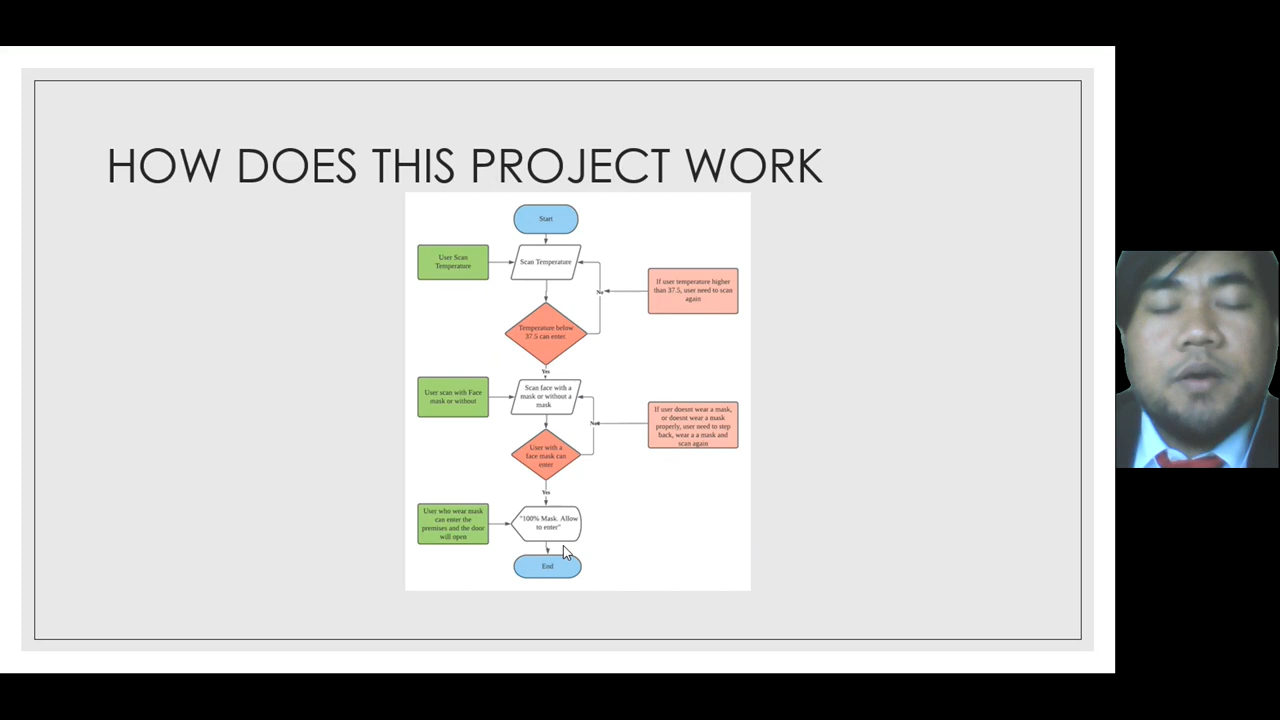 HOW DOES THIS PROJECT WORK
Start
User Scan
Temperature
Scan Temperature
If user temperature higher
than 37.5, user need to scan
again
No
Temperature below
37.5 can enter
Yes
User scan with Face
mask or without
Scan face with a
mask or without a
mask
If user doesnt wear a mask,
or doesnt wear a mask
properly, user need to step
back, wear a a mask and
scan again
No
User with a
face mask can
enter
Yes
User who wear mask
can enter the
premises and the door
will open
"100% Mask. Allow
to enter"
End